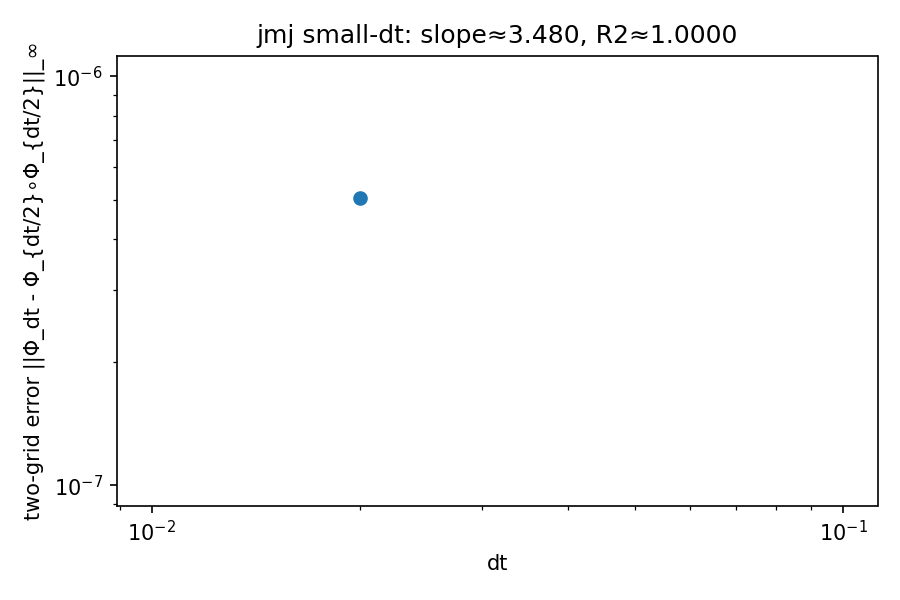 jmj small-dt: slope≈3.480, R2≈1.0000
two-grid error ||Φ_dt - Φ_{dt/2}∘Φ_{dt/2}||_∞
10⁻⁶
10⁻⁷
10⁻²
10⁻¹
dt